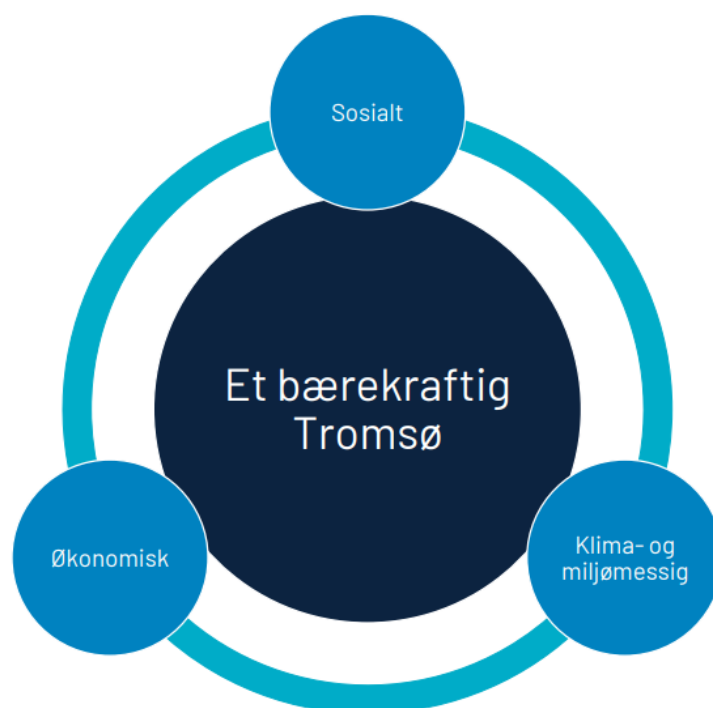 Sosialt
Et bærekraftig
Tromsø
Økonomisk
Klima- og
miljømessig